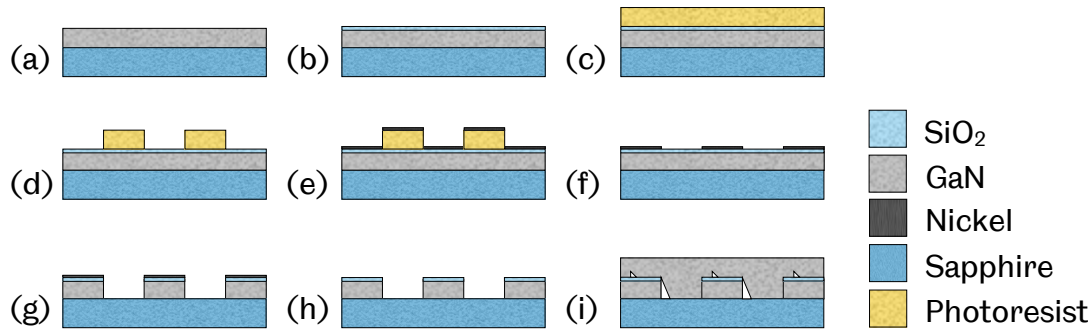 (a)
(b)
(c)
(d)
(e)
(f)
(g)
(h)
(i)
SiO₂
GaN
Nickel
Sapphire
Photoresist